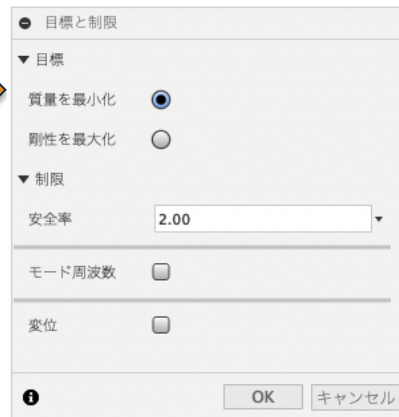 目標と制限
▼ 目標
質量を最小化
剛性を最大化
▼ 制限
安全率 2.00
モード周波数
変位
OK キャンセル